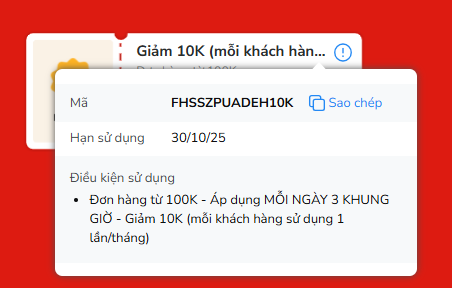 Giảm 10K (mỗi khách hàn...
Mã FHSSZPUADEH10K Sao chép
Hạn sử dụng 30/10/25
Điều kiện sử dụng
• Đơn hàng từ 100K - Áp dụng MỖI NGÀY 3 KHUNG
GIỜ - Giảm 10K (mỗi khách hàng sử dụng 1
lần/tháng)